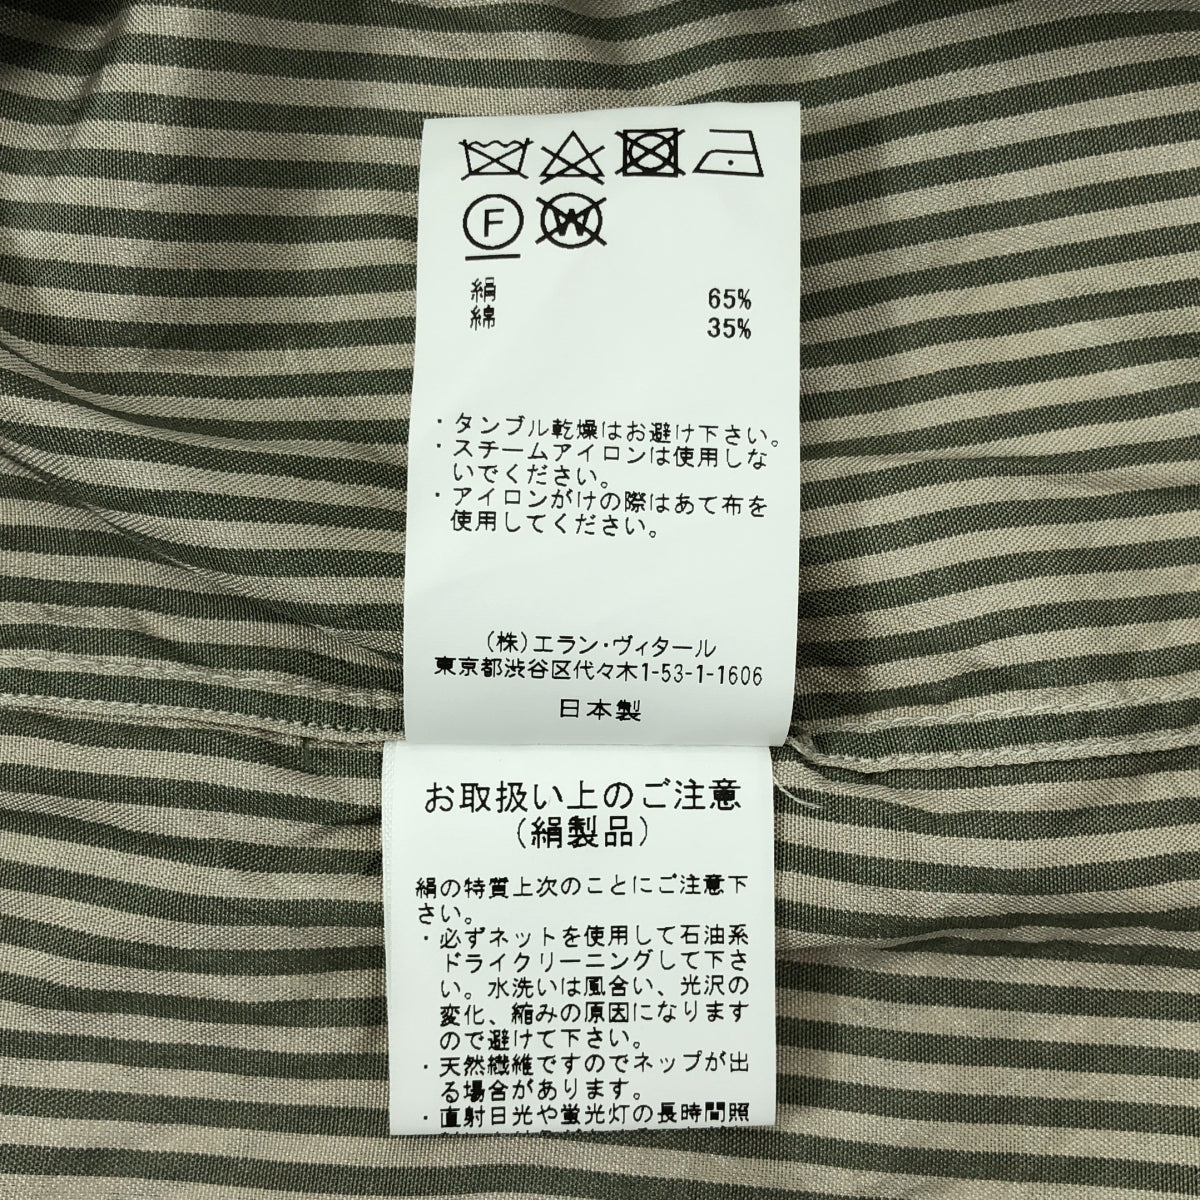 F
W
絹 65%
綿 35%
・タンブル乾燥はお避け下さい。
・スチームアイロンは使用しな
いでください。
・アイロンがけの際はあて布を
使用してください。
(株)エラン・ヴィタール
東京都渋谷区代々木1-53-1-1606
日本製
お取扱い上のご注意
(絹製品)
絹の特質上次のことにご注意下
さい。
・必ずネットを使用して石油系
ドライクリーニングして下さ
い。水洗いは風合い、光沢の
変化、縮みの原因になります
ので避けて下さい。
・天然繊維ですのでネップが出
る場合があります。
・直射日光や蛍光灯の長時間照